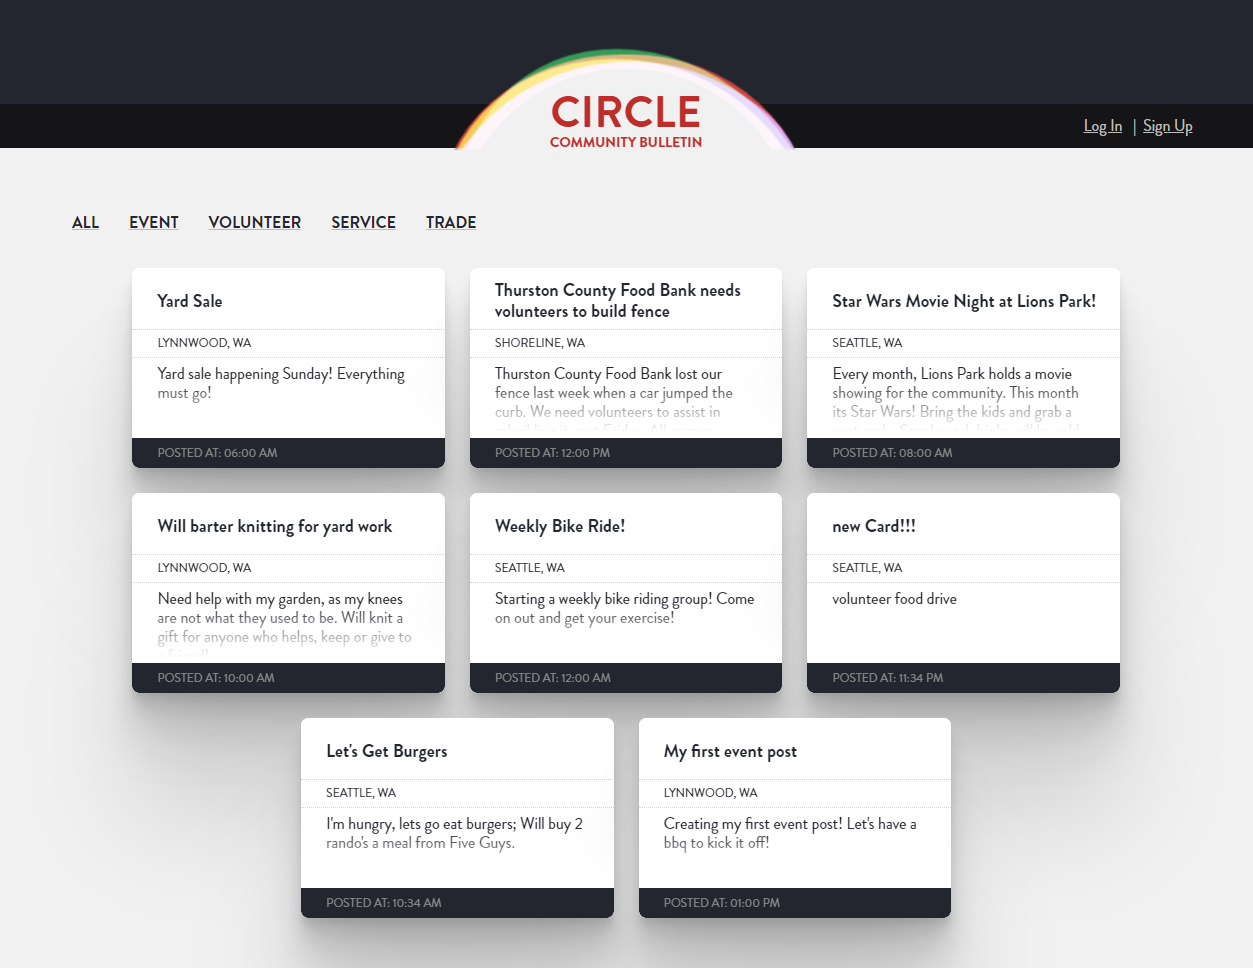 CIRCLE
COMMUNITY BULLETIN
Log In | Sign Up
ALL EVENT VOLUNTEER SERVICE TRADE
Yard Sale
LYNNWOOD, WA
Yard sale happening Sunday! Everything
must go!
POSTED AT: 06:00 AM
Thurston County Food Bank needs
volunteers to build fence
SHORELINE, WA
Thurston County Food Bank lost our
fence last week when a car jumped the
curb. We need volunteers to assist in
POSTED AT: 12:00 PM
Star Wars Movie Night at Lions Park!
SEATTLE, WA
Every month, Lions Park holds a movie
showing for the community. This month
its Star Wars! Bring the kids and grab a
POSTED AT: 08:00 AM
Will barter knitting for yard work
LYNNWOOD, WA
Need help with my garden, as my knees
are not what they used to be. Will knit a
gift for anyone who helps, keep or give to
a friend!
POSTED AT: 10:00 AM
Weekly Bike Ride!
SEATTLE, WA
Starting a weekly bike riding group! Come
on out and get your exercise!
POSTED AT: 12:00 AM
new Card!!!
SEATTLE, WA
volunteer food drive
POSTED AT: 11:34 PM
Let's Get Burgers
SEATTLE, WA
I'm hungry, lets go eat burgers; Will buy 2
rando's a meal from Five Guys.
POSTED AT: 10:34 AM
My first event post
LYNNWOOD, WA
Creating my first event post! Let's have a
bbq to kick it off!
POSTED AT: 01:00 PM